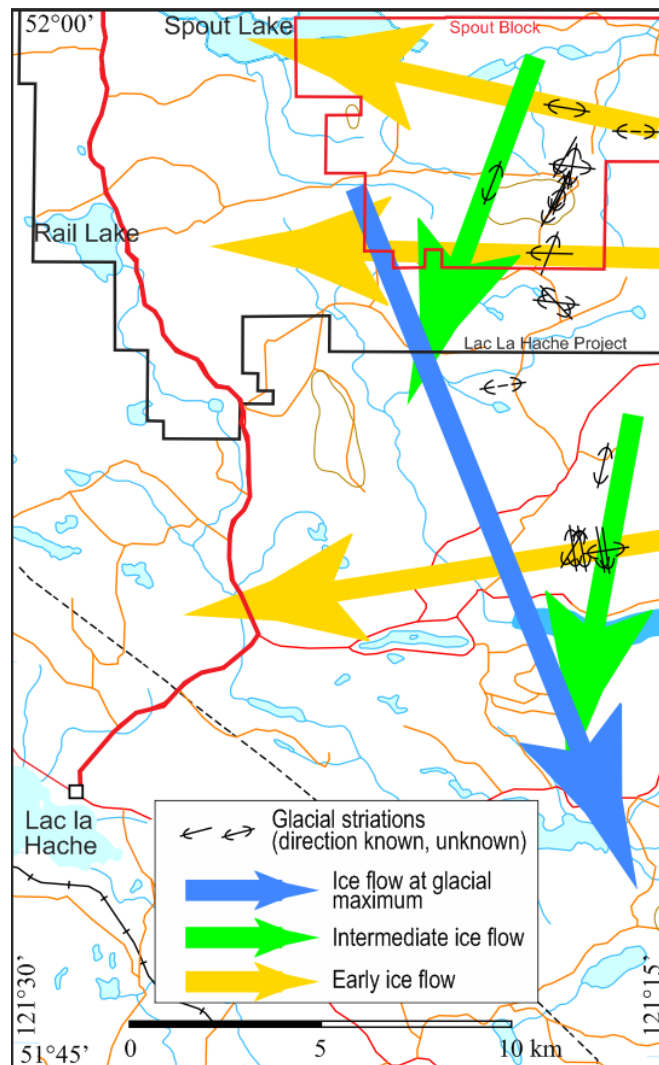 52°00'
Spout Lake
Spout Block
Rail Lake
Lac La Hache Project
Lac la
Hache
Glacial striations
(direction known, unknown)
Ice flow at glacial
maximum
Intermediate ice flow
Early ice flow
121°30'
121°15'
51°45'
0 5 10 km